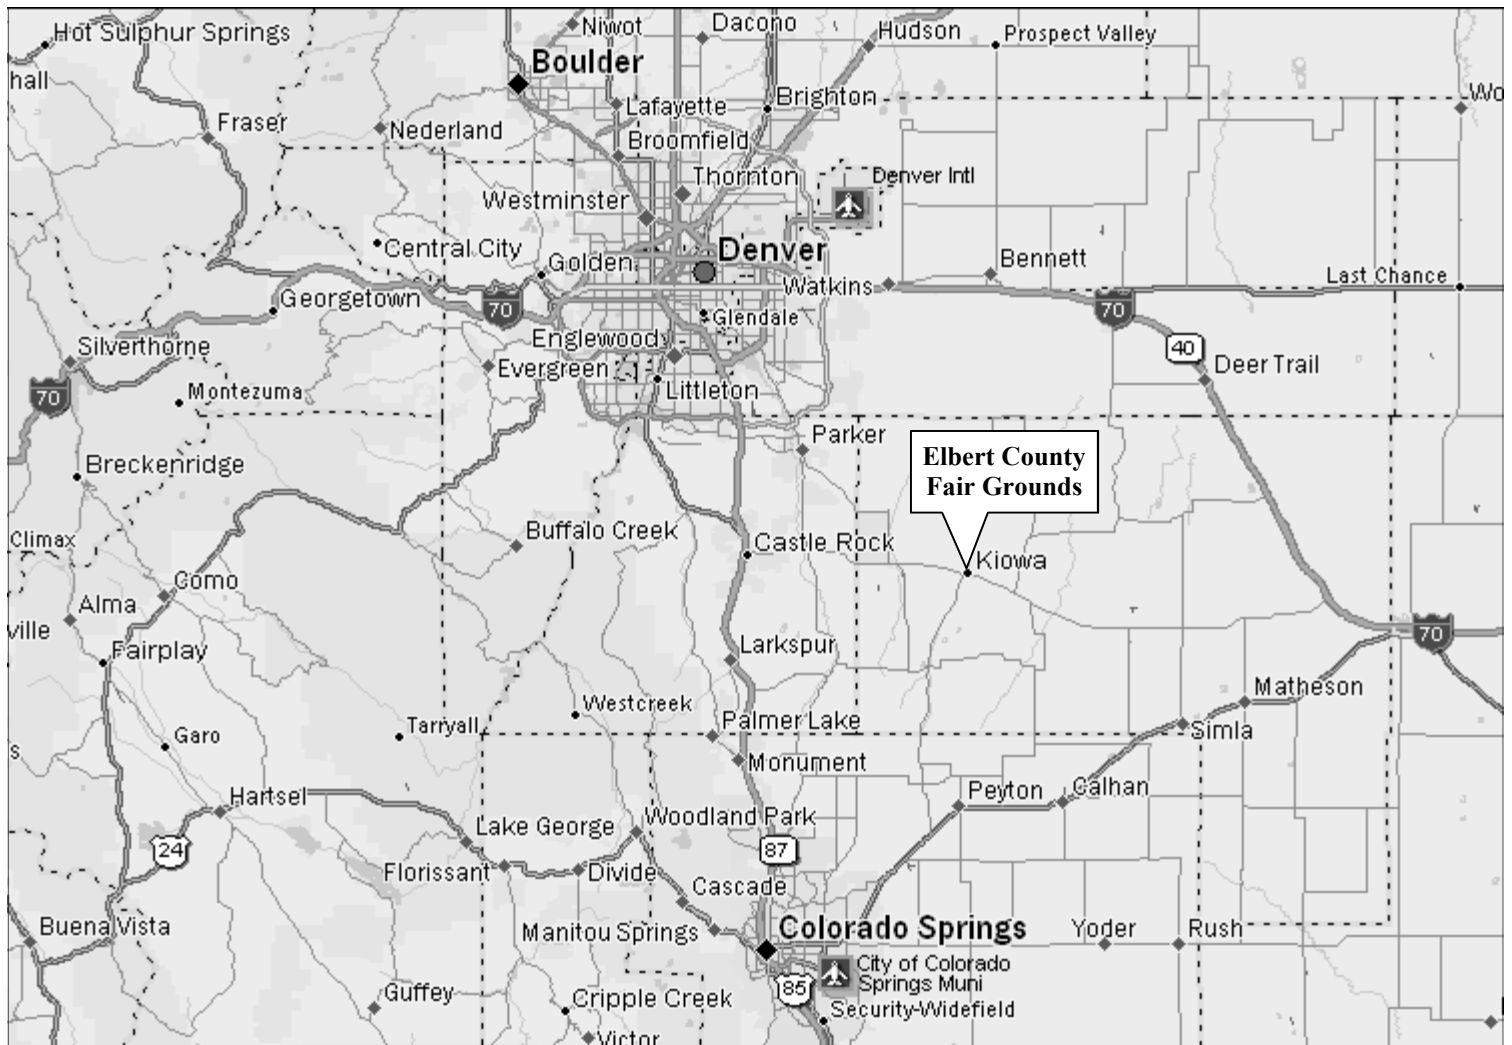 Hot Sulphur Springs
Niwot
Dacono
Hudson
Prospect Valley
hall
Boulder
Lafayette
Brighton
Wo
Fraser
Nederland
Broomfield
Thornton
Denver Intl
Westminster
Central City
Golden
Denver
Watkins
Bennett
Last Chance
Georgetown
70
Glendale
70
Silverthorne
Englewood
40
Evergreen
Deer Trail
70
Montezuma
Littleton
Parker
Elbert County
Fair Grounds
Breckenridge
Climax
Buffalo Creek
Castle Rock
Kiowa
Como
Alma
ville
Fairplay
Larkspur
70
Matheson
Westcreek
Tarryall
Palmer Lake
Simla
Garo
s
Monument
Hartsel
Peyton
Calhan
Lake George
Woodland Park
24
87
Florissant
Divide
Cascade
Buena Vista
Manitou Springs
Colorado Springs
Yoder
Rush
City of Colorado
Springs Muni
85
Guffey
Cripple Creek
Security-Widefield
Victor